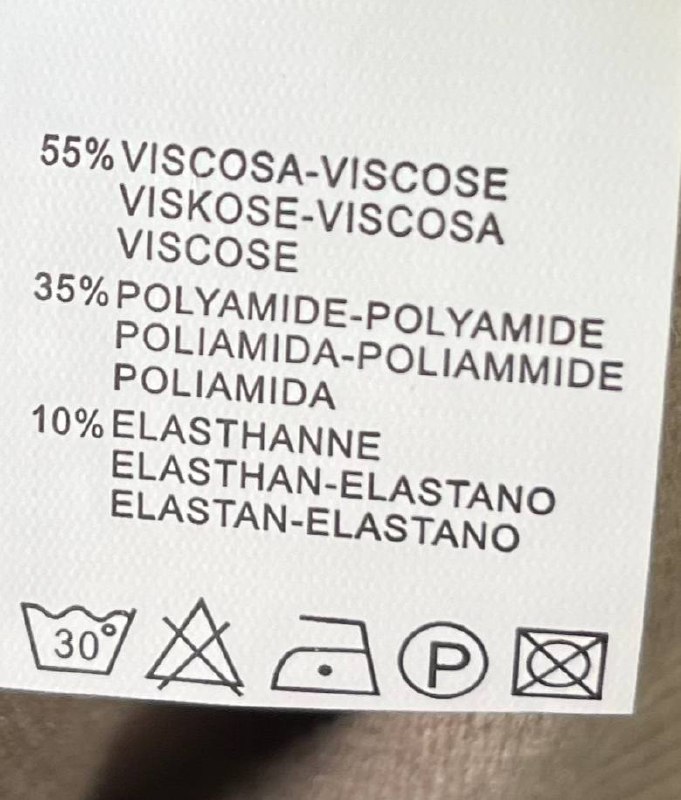 55% VISCOSA-VISCOSE
VISKOSE-VISCOSA
VISCOSE
35% POLYAMIDE-POLYAMIDE
POLIAMIDA-POLIAMMIDE
POLIAMIDA
10% ELASTHANNE
ELASTHAN-ELASTANO
ELASTAN-ELASTANO
30° P